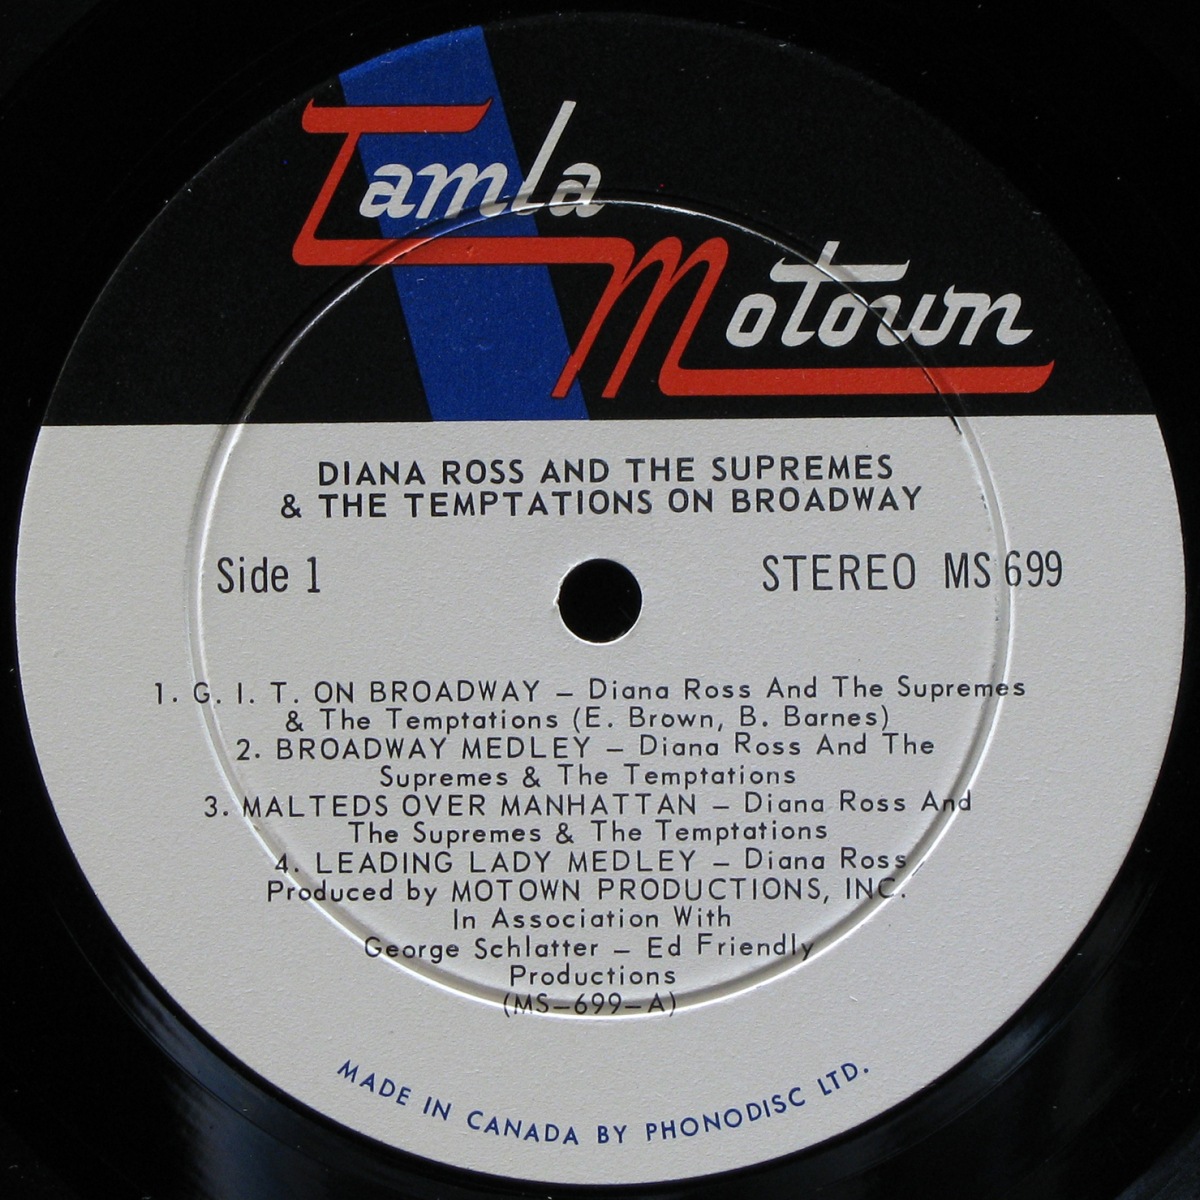 Tamla
Motown
DIANA ROSS AND THE SUPREMES
& THE TEMPTATIONS ON BROADWAY
Side 1
STEREO MS 699
1. G. I. T. ON BROADWAY – Diana Ross And The Supremes
& The Temptations (E. Brown, B. Barnes)
2. BROADWAY MEDLEY – Diana Ross And The
Supremes & The Temptations
3. MALTEDS OVER MANHATTAN – Diana Ross And
The Supremes & The Temptations
4. LEADING LADY MEDLEY – Diana Ross
Produced by MOTOWN PRODUCTIONS, INC.
In Association With
George Schlatter – Ed Friendly
Productions
(MS–699–A)
MADE IN CANADA BY PHONODISC LTD.